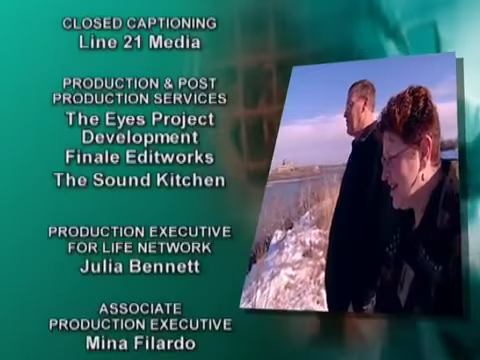 CLOSED CAPTIONING
Line 21 Media
PRODUCTION & POST
PRODUCTION SERVICES
The Eyes Project
Development
Finale Editworks
The Sound Kitchen
PRODUCTION EXECUTIVE
FOR LIFE NETWORK
Julia Bennett
ASSOCIATE
PRODUCTION EXECUTIVE
Mina Filardo